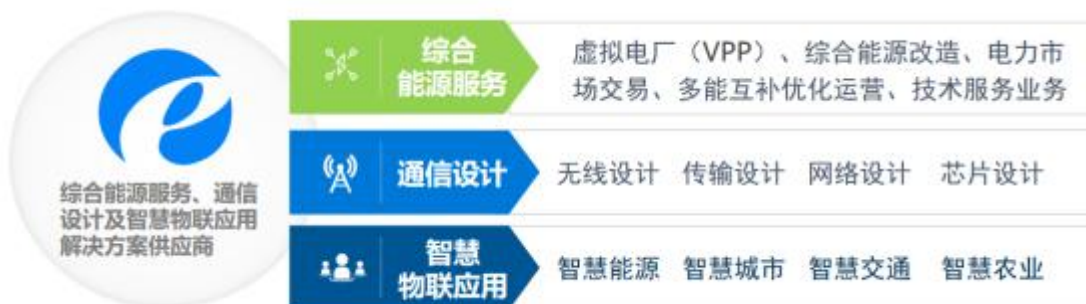 综合能源服务、通信
设计及智慧物联应用
解决方案供应商
综合
能源服务
虚拟电厂（VPP）、综合能源改造、电力市
场交易、多能互补优化运营、技术服务业务
通信设计
无线设计 传输设计 网络设计 芯片设计
智慧
物联应用
智慧能源 智慧城市 智慧交通 智慧农业